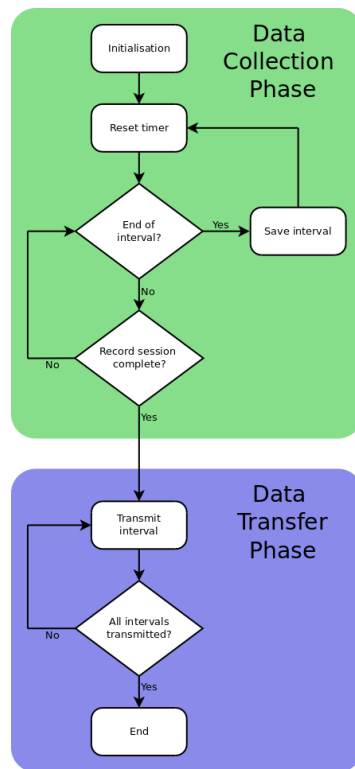 Data
Collection
Phase
Initialisation
Reset timer
End of
interval?
Yes
Save interval
No
Record session
complete?
No
Yes
Data
Transfer
Phase
Transmit
interval
All intervals
transmitted?
No
Yes
End